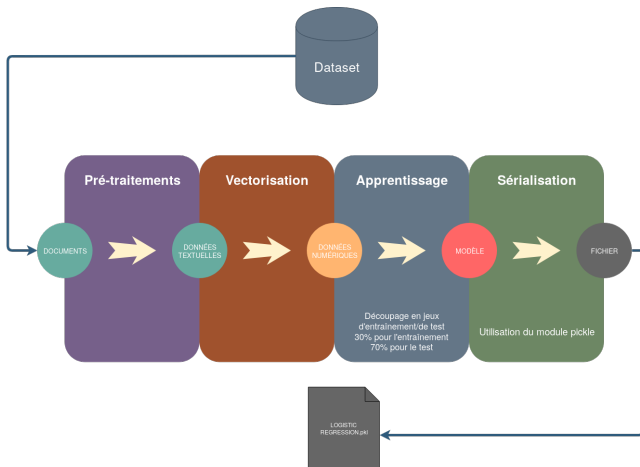 Dataset
Pré-traitements
Vectorisation
Apprentissage
Sérialisation
DOCUMENTS
DONNÉES
TEXTUELLES
DONNÉES
NUMÉRIQUES
MODÈLE
FICHIER
Découpage en jeux
d'entraînement/de test
30% pour l'entraînement
70% pour le test
Utilisation du module pickle
LOGISTIC
REGRESSION.pkl